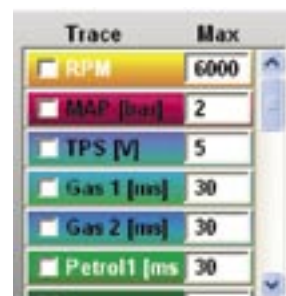 Trace Max
RPM 6000
MAP [bar] 2
TPS [V] 5
Gas 1 [ms] 30
Gas 2 [ms] 30
Petrol1 [ms 30